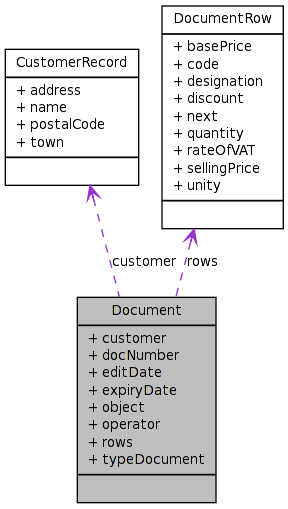 DocumentRow
+ basePrice
+ code
+ designation
+ discount
+ next
+ quantity
+ rateOfVAT
+ sellingPrice
+ unity
CustomerRecord
+ address
+ name
+ postalCode
+ town
customer
rows
Document
+ customer
+ docNumber
+ editDate
+ expiryDate
+ object
+ operator
+ rows
+ typeDocument